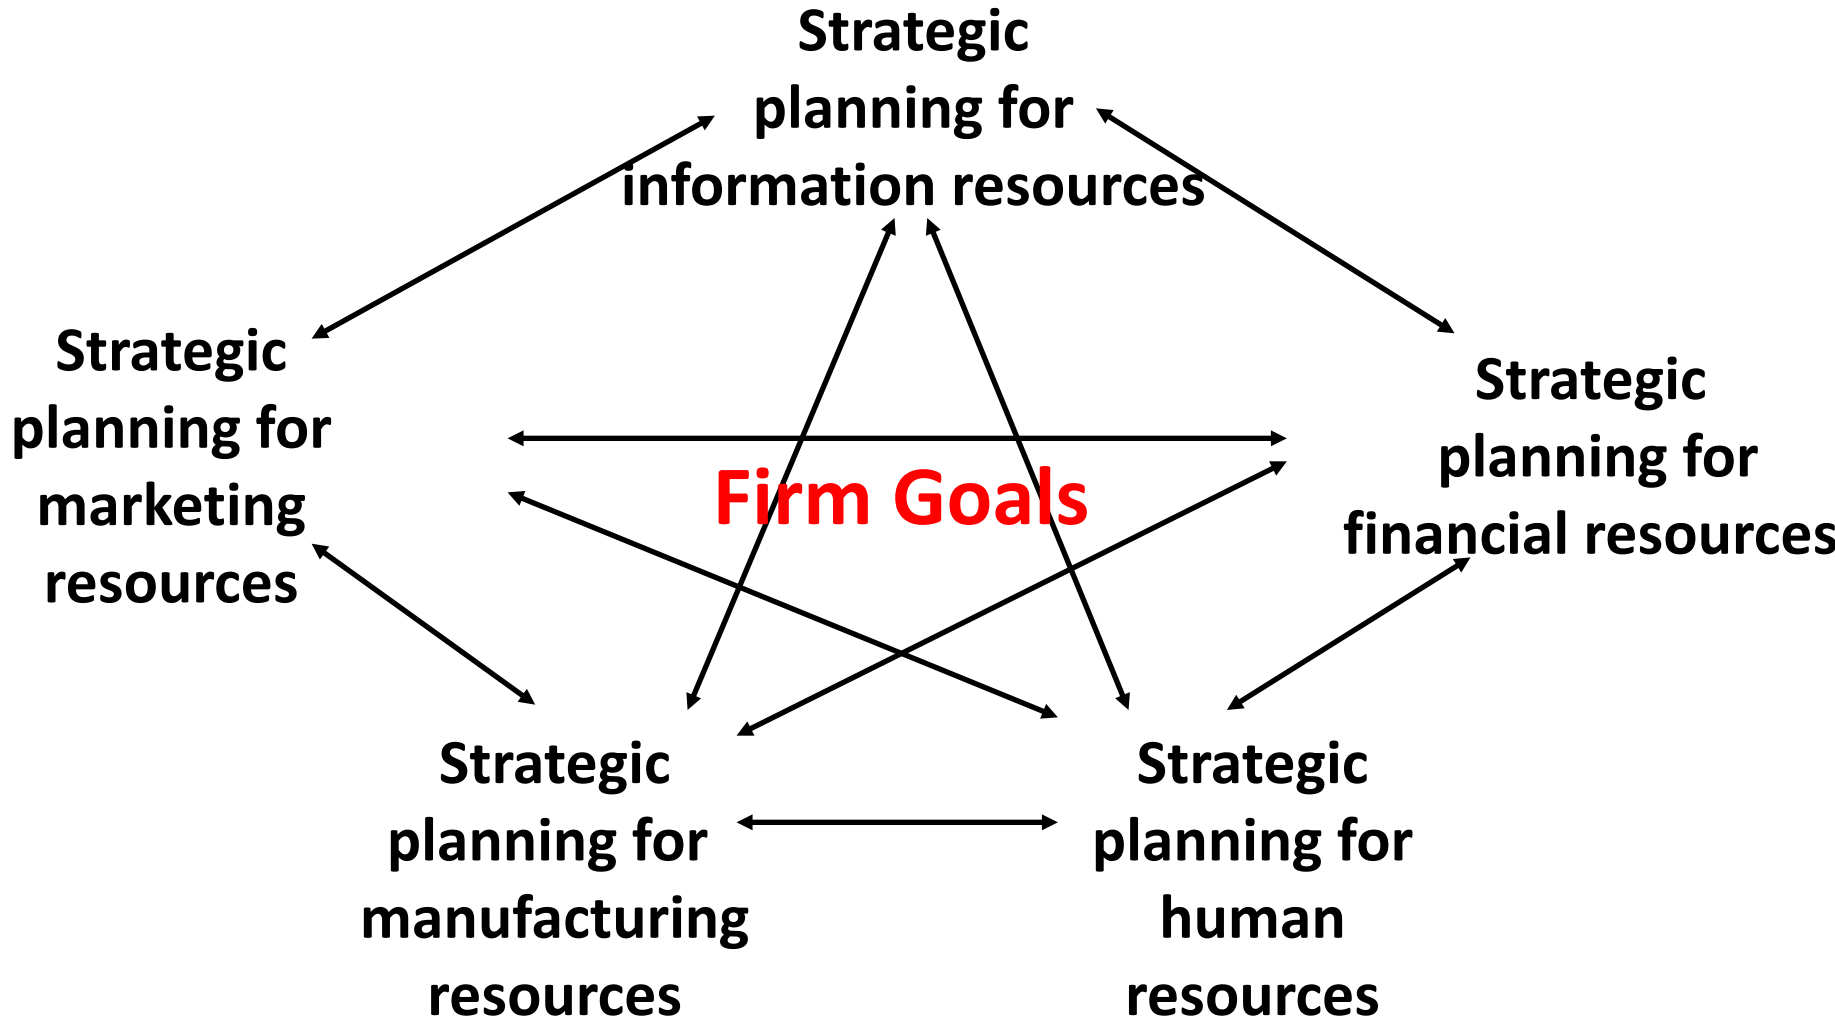 Strategic
planning for
information resources
Strategic
planning for
marketing
resources
Firm Goals
Strategic
planning for
financial resources
Strategic
planning for
manufacturing
resources
Strategic
planning for
human
resources